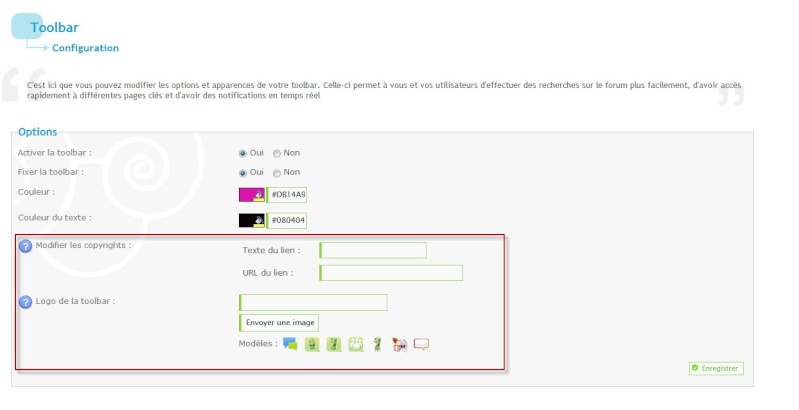 Toolbar
Configuration
C'est ici que vous pouvez modifier les options et apparences de votre toolbar. Celle-ci permet à vous et vos utilisateurs d'effectuer des recherches sur le forum plus facilement, d'avoir accès
rapidement à différentes pages clés et d'avoir des notifications en temps réel
Options
Activer la toolbar : Oui Non
Fixer la toolbar : Oui Non
Couleur : #DB14A9
Couleur du texte : #080404
Modifier les copyrights : Texte du lien :
URL du lien :
Logo de la toolbar :
Envoyer une image
Modèles :
Enregistrer